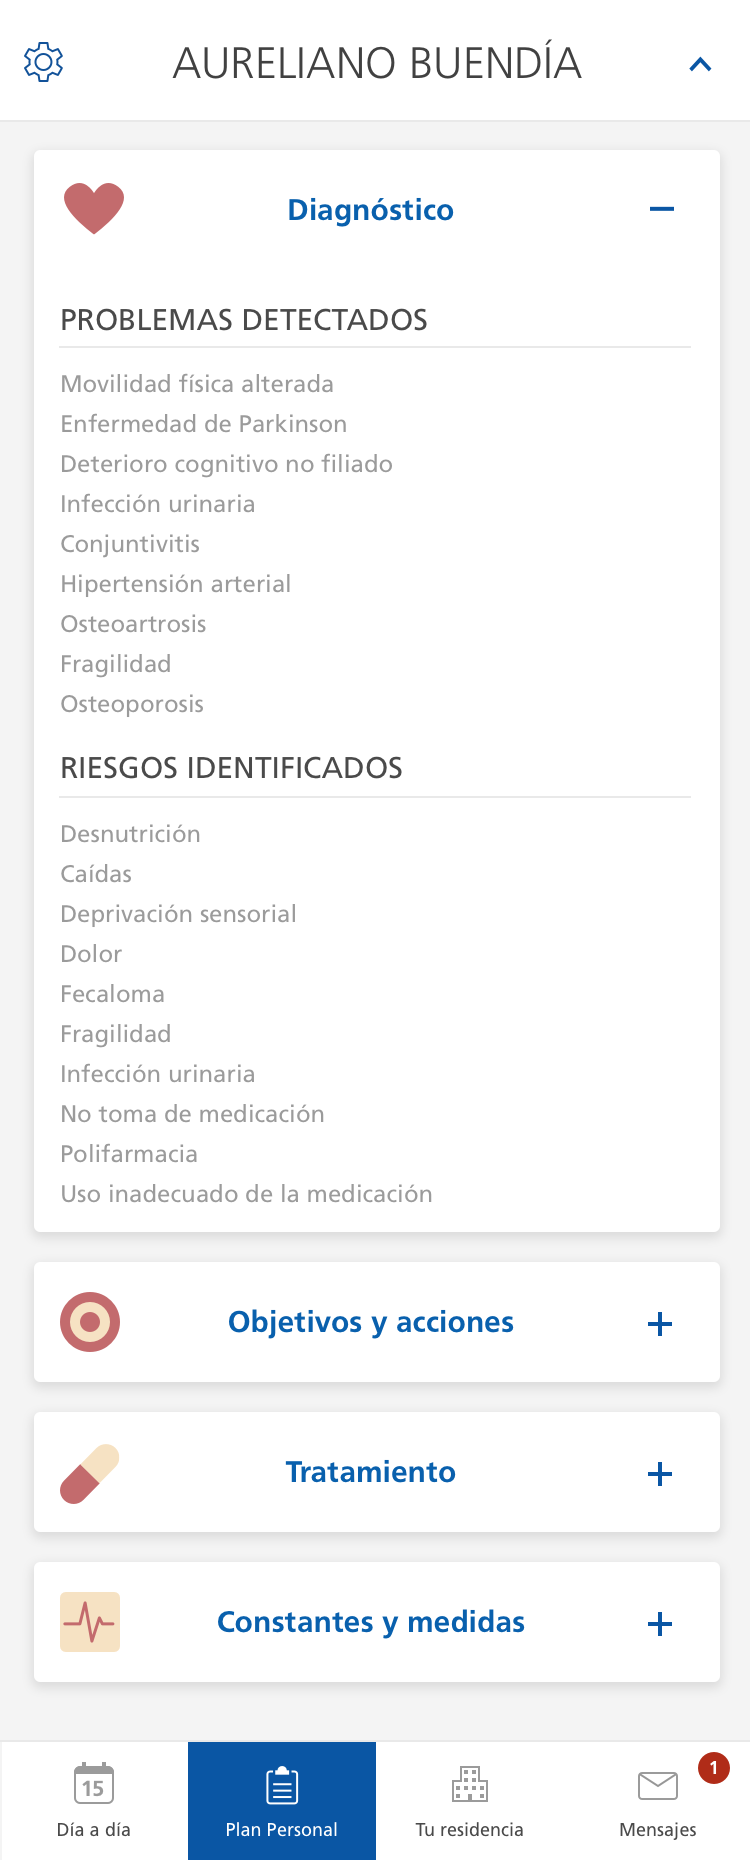 AURELIANO BUENDÍA
Diagnóstico
PROBLEMAS DETECTADOS
Movilidad física alterada
Enfermedad de Parkinson
Deterioro cognitivo no filiado
Infección urinaria
Conjuntivitis
Hipertensión arterial
Osteoartrosis
Fragilidad
Osteoporosis
RIESGOS IDENTIFICADOS
Desnutrición
Caídas
Deprivación sensorial
Dolor
Fecaloma
Fragilidad
Infección urinaria
No toma de medicación
Polifarmacia
Uso inadecuado de la medicación
Objetivos y acciones
Tratamiento
Constantes y medidas
15
Día a día
Plan Personal
Tu residencia
1
Mensajes